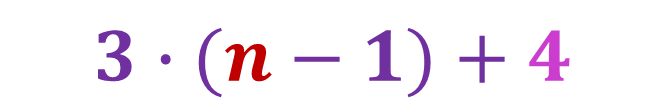 3 · (n − 1) + 4